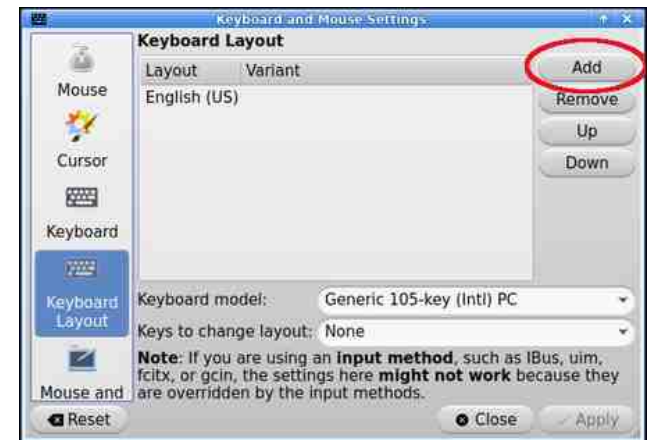 Keyboard and Mouse Settings
Keyboard Layout
Layout Variant
English (US)
Add
Remove
Up
Down
Mouse
Cursor
Keyboard
Keyboard
Layout
Mouse and
Keyboard model: Generic 105-key (Intl) PC
Keys to change layout: None
Note: If you are using an input method, such as IBus, uim,
fcitx, or gcin, the settings here might not work because they
are overridden by the input methods.
Reset
Close
Apply